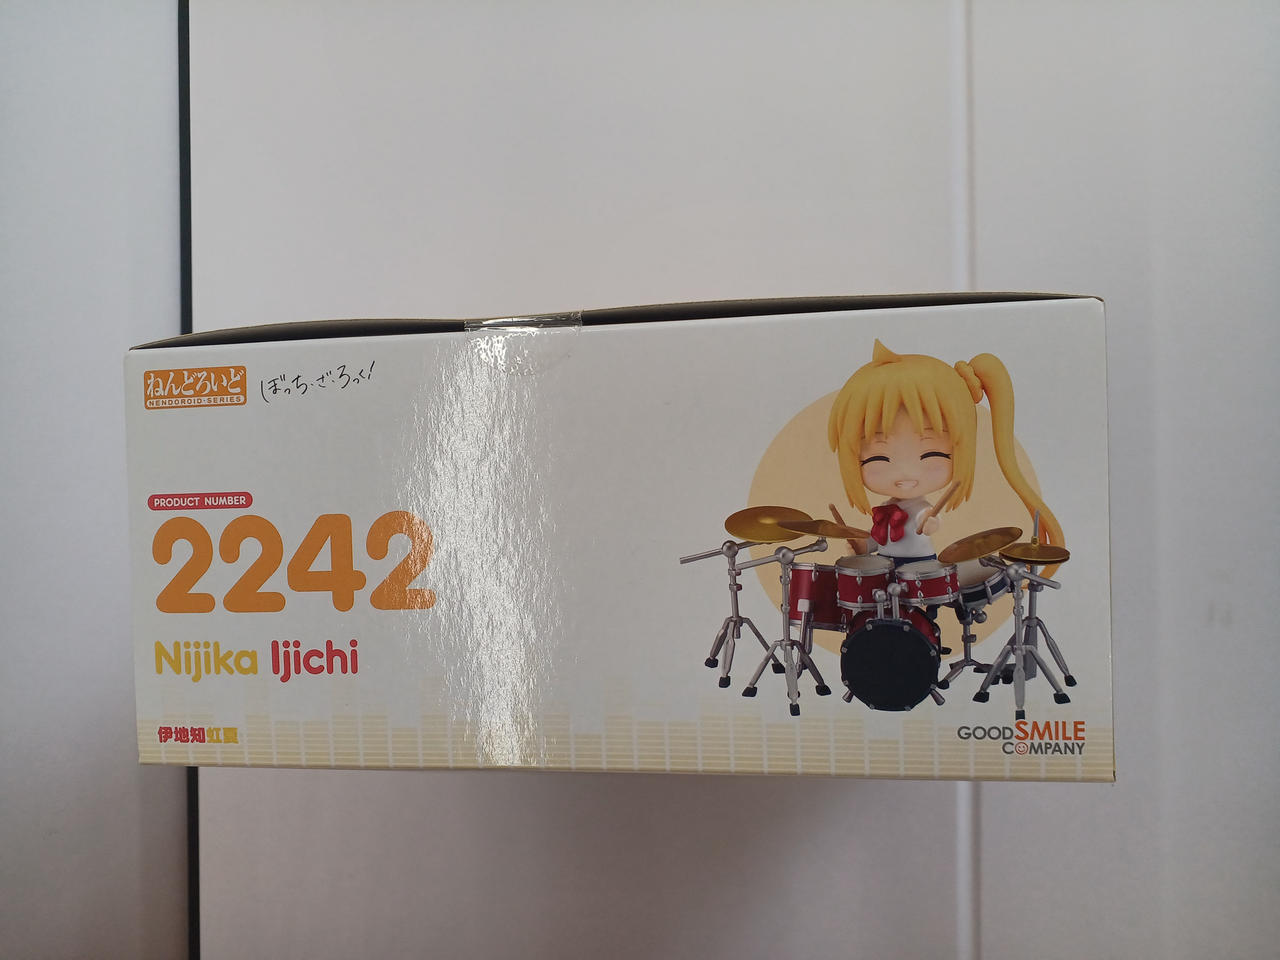 ねんどろいど
NENDOROID-SERIES
ぼっち・ざ・ろっく!
PRODUCT NUMBER
2242
Nijika Ijichi
伊地知虹夏
GOOD SMILE
COMPANY